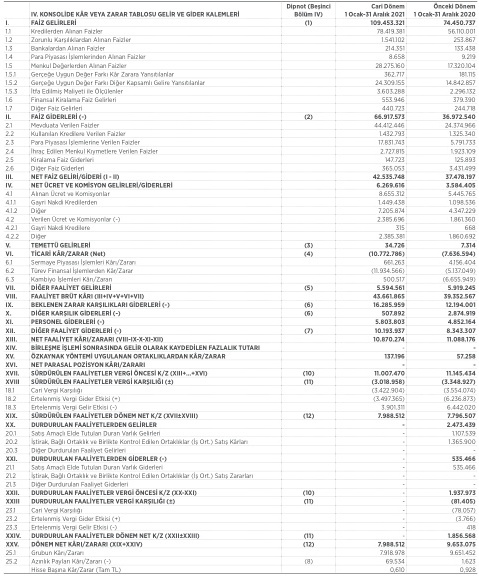 Dipnot (Beşinci Cari Dönem Önceki Dönem
IV. KONSOLİDE KÂR VEYA ZARAR TABLOSU GELİR VE GİDER KALEMLERİ Bölüm IV) 1 Ocak-31 Aralık 2021 1 Ocak-31 Aralık 2020
I. FAİZ GELİRLERİ (1) 109.453.321 74.450.737
1.1 Kredilerden Alınan Faizler 78.419.381 56.110.001
1.2 Zorunlu Karşılıklardan Alınan Faizler 1.541.102 253.867
1.3 Bankalardan Alınan Faizler 214.351 133.438
1.4 Para Piyasası İşlemlerinden Alınan Faizler 8.658 9.219
1.5 Menkul Değerlerden Alınan Faizler 28.275.160 17.320.104
1.5.1 Gerçeğe Uygun Değer Farkı Kâr Zarara Yansıtılanlar 362.717 181.115
1.5.2 Gerçeğe Uygun Değer Farkı Diğer Kapsamlı Gelire Yansıtılanlar 24.309.155 14.842.857
1.5.3 İtfa Edilmiş Maliyeti ile Ölçülenler 3.603.288 2.296.132
1.6 Finansal Kiralama Faiz Gelirleri 553.946 379.390
1.7 Diğer Faiz Gelirleri 440.723 244.718
II. FAİZ GİDERLERİ (-) (2) 66.917.573 36.972.540
2.1 Mevduata Verilen Faizler 44.412.446 24.374.966
2.2 Kullanılan Kredilere Verilen Faizler 1.432.793 1.325.340
2.3 Para Piyasası İşlemlerine Verilen Faizler 17.831.743 5.791.733
2.4 İhraç Edilen Menkul Kıymetlere Verilen Faizler 2.727.815 1.923.109
2.5 Kiralama Faiz Giderleri 147.723 125.893
2.6 Diğer Faiz Giderleri 365.053 3.431.499
III. NET FAİZ GELİRİ/GİDERİ (I - II) 42.535.748 37.478.197
IV. NET ÜCRET VE KOMİSYON GELİRLERİ/GİDERLERİ 6.269.616 3.584.405
4.1 Alınan Ücret ve Komisyonlar 8.655.312 5.445.765
4.1.1 Gayri Nakdi Kredilerden 1.449.438 1.098.536
4.1.2 Diğer 7.205.874 4.347.229
4.2 Verilen Ücret ve Komisyonlar (-) 2.385.696 1.861.360
4.2.1 Gayri Nakdi Kredilere 315 668
4.2.2 Diğer 2.385.381 1.860.692
V. TEMETTÜ GELİRLERİ (3) 34.726 7.314
VI. TİCARİ KÂR/ZARAR (Net) (4) (10.772.786) (7.636.594)
6.1 Sermaye Piyasası İşlemleri Kârı/Zararı 661.263 4.156.404
6.2 Türev Finansal İşlemlerden Kâr/Zarar (11.934.566) (5.137.049)
6.3 Kambiyo İşlemleri Kârı/Zararı 500.517 (6.655.949)
VII. DİĞER FAALİYET GELİRLERİ (5) 5.594.561 5.919.245
VIII. FAALİYET BRÜT KÂRI (III+IV+V+VI+VII) 43.661.865 39.352.567
IX. BEKLENEN ZARAR KARŞILIKLARI GİDERLERİ (-) (6) 16.285.959 12.194.001
X. DİĞER KARŞILIK GİDERLERİ (-) (6) 507.892 2.874.919
XI. PERSONEL GİDERLERİ (-) 5.803.803 4.852.164
XII. DİĞER FAALİYET GİDERLERİ (-) (7) 10.193.937 8.343.307
XIII. NET FAALİYET KÂRI/ZARARI (VIII-IX-X-XI-XII) 10.870.274 11.088.176
XIV. BİRLEŞME İŞLEMİ SONRASINDA GELİR OLARAK KAYDEDİLEN FAZLALIK TUTARI - -
XV. ÖZKAYNAK YÖNTEMİ UYGULANAN ORTAKLIKLARDAN KÂR/ZARAR 137.196 57.258
XVI. NET PARASAL POZİSYON KÂRI/ZARARI - -
XVII. SÜRDÜRÜLEN FAALİYETLER VERGİ ÖNCESİ K/Z (XIII+...+XVI) (10) 11.007.470 11.145.434
XVIII SÜRDÜRÜLEN FAALİYETLER VERGİ KARŞILIĞI (±) (11) (3.018.958) (3.348.927)
18.1 Cari Vergi Karşılığı (3.422.904) (3.554.074)
18.2 Ertelenmiş Vergi Gider Etkisi (+) (3.497.365) (6.236.873)
18.3 Ertelenmiş Vergi Gelir Etkisi (-) 3.901.311 6.442.020
XIX. SÜRDÜRÜLEN FAALİYETLER DÖNEM NET K/Z (XVII±XVIII) (12) 7.988.512 7.796.507
XX. DURDURULAN FAALİYETLERDEN GELİRLER - 2.473.439
20.1 Satış Amaçlı Elde Tutulan Duran Varlık Gelirleri - 1.107.539
20.2 İştirak, Bağlı Ortaklık ve Birlikte Kontrol Edilen Ortaklıklar (İş Ort.) Satış Kârları - 1.365.900
20.3 Diğer Durdurulan Faaliyet Gelirleri - -
XXI. DURDURULAN FAALİYETLERDEN GİDERLER (-) - 535.466
21.1 Satış Amaçlı Elde Tutulan Duran Varlık Giderleri - 535.466
21.2 İştirak, Bağlı Ortaklık ve Birlikte Kontrol Edilen Ortaklıklar (İş Ort.) Satış Zararları - -
21.3 Diğer Durdurulan Faaliyet Giderleri - -
XXII. DURDURULAN FAALİYETLER VERGİ ÖNCESİ K/Z (XX-XXI) (10) - 1.937.973
XXIII DURDURULAN FAALİYETLER VERGİ KARŞILIĞI (±) (11) - (81.405)
23.1 Cari Vergi Karşılığı - (78.057)
23.2 Ertelenmiş Vergi Gider Etkisi (+) - (3.766)
23.3 Ertelenmiş Vergi Gelir Etkisi (-) - 418
XXIV. DURDURULAN FAALİYETLER DÖNEM NET K/Z (XXII±XXIII) (11) - 1.856.568
XXV. DÖNEM NET KÂRI/ZARARI (XIX+XXIV) (12) 7.988.512 9.653.075
25.1 Grubun Kârı/Zararı 7.918.978 9.651.452
25.2 Azınlık Payları Kârı/Zararı (-) (8) 69.534 1.623
Hisse Başına Kâr/Zarar (Tam TL) 0,610 0,928